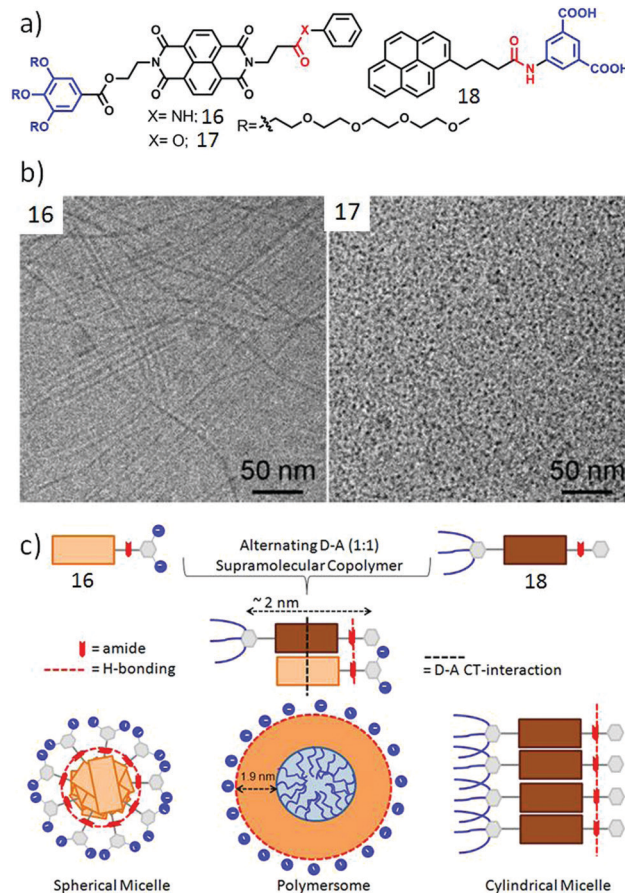 a)
RO
RO
RO
O
O
O
N
O
O
N
O
O
X
O
X= NH; 16
X= O; 17
R=
O
O
O
O
O
N
H
COOH
COOH
18
b)
16
50 nm
17
50 nm
c)
16
Alternating D-A (1:1)
Supramolecular Copolymer
18
~ 2 nm
= amide
= H-bonding
= D-A CT-interaction
1.9 nm
Spherical Micelle
Polymersome
Cylindrical Micelle